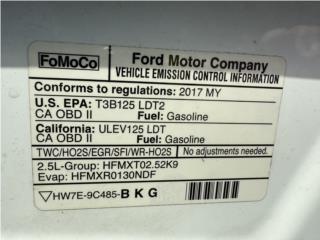 FoMoCo
Ford Motor Company
VEHICLE EMISSION CONTROL INFORMATION
Conforms to regulations: 2017 MY
U.S. EPA: T3B125 LDT2
CA OBD II Fuel: Gasoline
California: ULEV125 LDT
CA OBD II Fuel: Gasoline
TWC/HO2S/EGR/SFI/WR-HO2S No adjustments needed.
2.5L-Group: HFMXT02.52K9
Evap: HFMXR0130NDF
HW7E-9C485-B K G